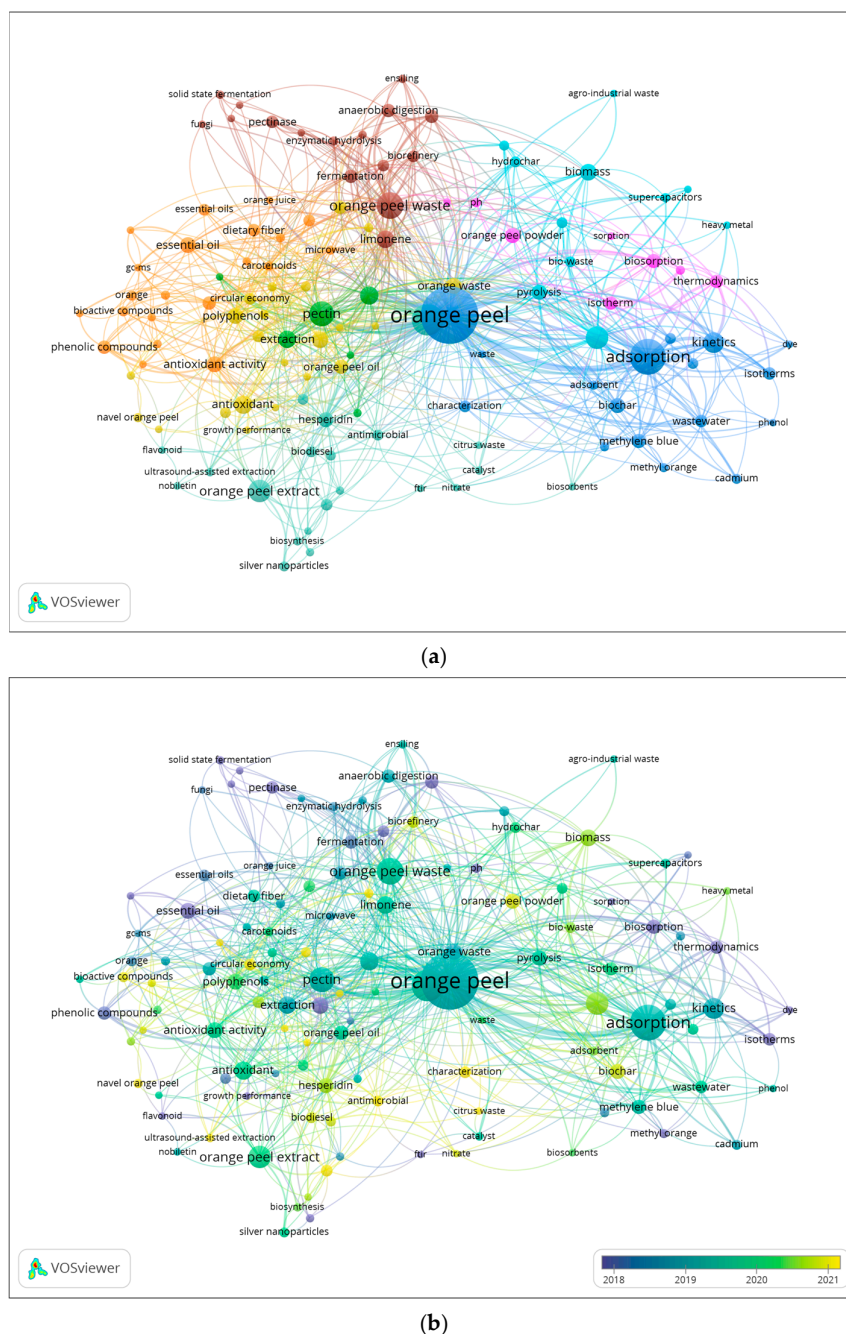 ensiling
solid state fermentation
agro-industrial waste
anaerobic digestion
fungi
pectinase
enzymatic hydrolysis
biorefinery
hydrochar
biomass
fermentation
orange juice
supercapacitors
essential oils
orange peel waste
ph
dietary fiber
heavy metal
essential oil
limonene
orange peel powder
sorption
microwave
gc-ms
carotenoids
bio-waste
biosorption
thermodynamics
orange
circular economy
orange waste
pyrolysis
bioactive compounds
polyphenols
pectin
orange peel
isotherm
extraction
kinetics
dye
phenolic compounds
waste
adsorption
antioxidant activity
orange peel oil
adsorbent
isotherms
antioxidant
characterization
biochar
navel orange peel
hesperidin
wastewater
phenol
growth performance
antimicrobial
flavonoid
biodiesel
citrus waste
methylene blue
ultrasound-assisted extraction
catalyst
methyl orange
nobiletin
orange peel extract
ftir
nitrate
biosorbents
cadmium
biosynthesis
silver nanoparticles
VOSviewer
(a)
ensiling
solid state fermentation
agro-industrial waste
anaerobic digestion
fungi
pectinase
enzymatic hydrolysis
biorefinery
hydrochar
biomass
fermentation
orange juice
supercapacitors
essential oils
orange peel waste
ph
dietary fiber
heavy metal
essential oil
limonene
orange peel powder
sorption
microwave
gc-ms
carotenoids
bio-waste
biosorption
thermodynamics
orange
circular economy
orange waste
pyrolysis
bioactive compounds
polyphenols
pectin
orange peel
isotherm
extraction
kinetics
dye
phenolic compounds
waste
adsorption
antioxidant activity
orange peel oil
adsorbent
isotherms
antioxidant
characterization
biochar
navel orange peel
hesperidin
wastewater
phenol
growth performance
antimicrobial
flavonoid
biodiesel
citrus waste
methylene blue
ultrasound-assisted extraction
catalyst
methyl orange
nobiletin
orange peel extract
ftir
nitrate
biosorbents
cadmium
biosynthesis
silver nanoparticles
VOSviewer
2018 2019 2020 2021
(b)